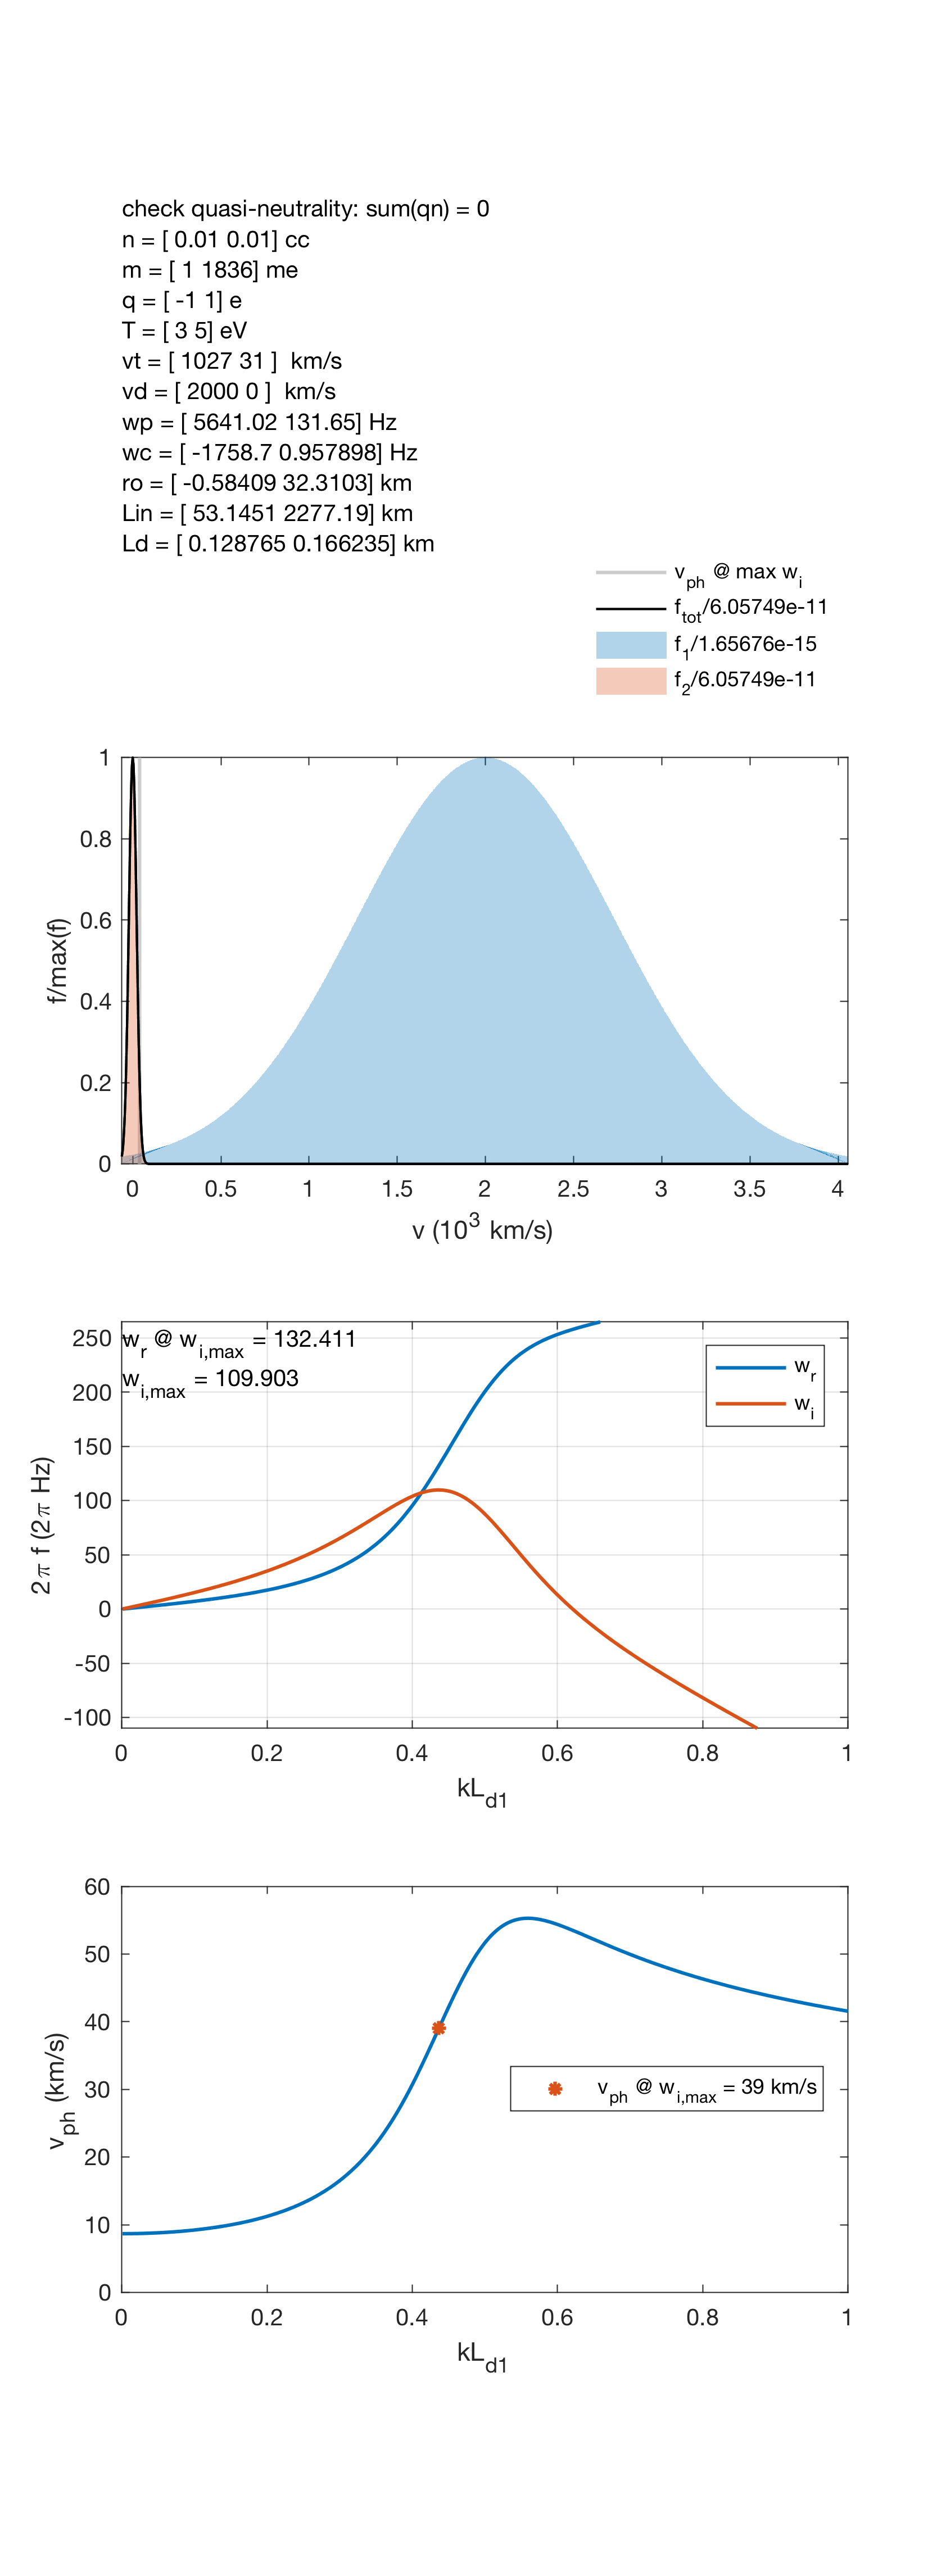 check quasi-neutrality: sum(qn) = 0
n = [ 0.01 0.01] cc
m = [ 1 1836] me
q = [ -1 1] e
T = [ 3 5] eV
vt = [ 1027 31 ]  km/s
vd = [ 2000 0 ]  km/s
wp = [ 5641.02 131.65] Hz
wc = [ -1758.7 0.957898] Hz
ro = [ -0.58409 32.3103] km
Lin = [ 53.1451 2277.19] km
Ld = [ 0.128765 0.166235] km
v_ph @ max w_i
f_tot/6.05749e-11
f_1/1.65676e-15
f_2/6.05749e-11
1
0.8
0.6
0.4
0.2
0
f/max(f)
0 0.5 1 1.5 2 2.5 3 3.5 4
v (10^3 km/s)
w_r @ w_i,max = 132.411
w_i,max = 109.903
w_r
w_i
250
200
150
100
50
0
-50
-100
2π f (2π Hz)
0 0.2 0.4 0.6 0.8 1
kL_d1
60
50
40
30
20
10
0
v_ph (km/s)
v_ph @ w_i,max = 39 km/s
0 0.2 0.4 0.6 0.8 1
kL_d1